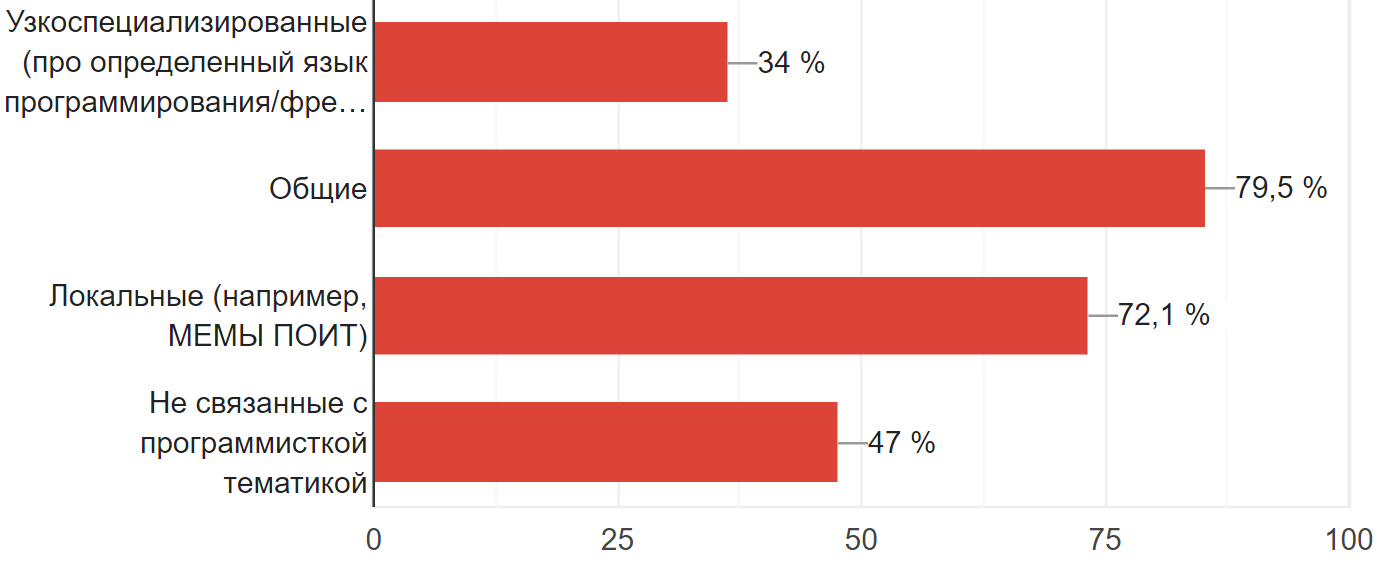 Узкоспециализированные
(про определенный язык
программирования/фре…
34 %
Общие
79,5 %
Локальные (например,
МЕМЫ ПОИТ)
72,1 %
Не связанные с
программисткой
тематикой
47 %
0 25 50 75 100